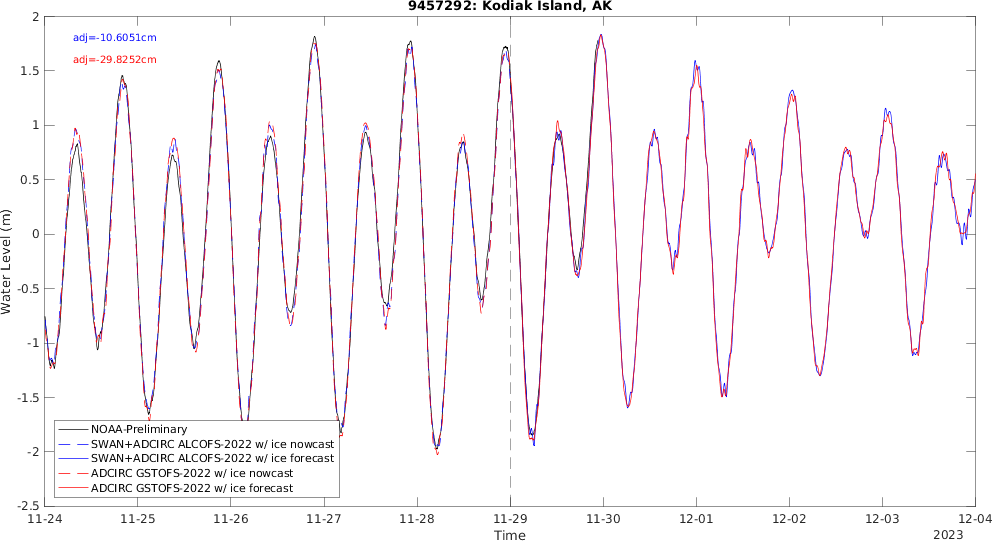 9457292: Kodiak Island, AK
adj=-10.6051cm
adj=-29.8252cm
Water Level (m)
2
1.5
1
0.5
0
-0.5
-1
-1.5
-2
-2.5
NOAA-Preliminary
SWAN+ADCIRC ALCOFS-2022 w/ ice nowcast
SWAN+ADCIRC ALCOFS-2022 w/ ice forecast
ADCIRC GSTOFS-2022 w/ ice nowcast
ADCIRC GSTOFS-2022 w/ ice forecast
11-24 11-25 11-26 11-27 11-28 11-29 11-30 12-01 12-02 12-03 12-04
Time
2023